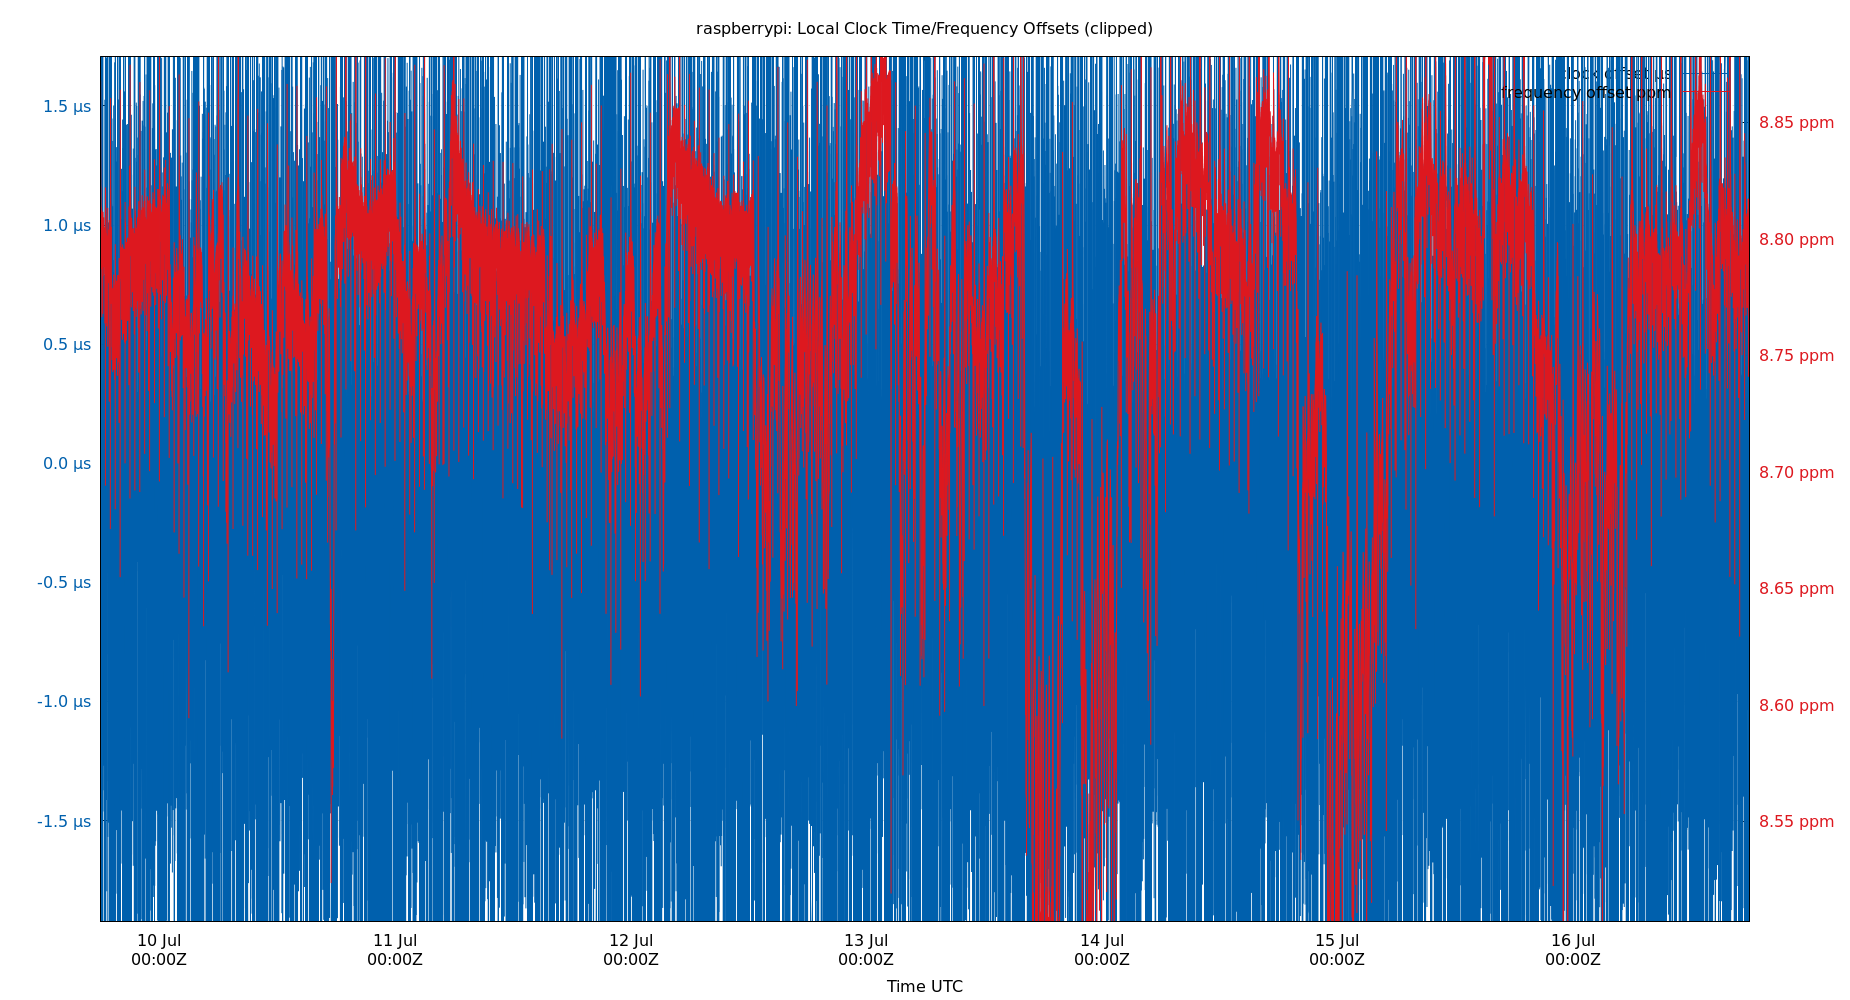 raspberrypi: Local Clock Time/Frequency Offsets (clipped)
clock offset µs
frequency offset ppm
1.5 µs
1.0 µs
0.5 µs
0.0 µs
-0.5 µs
-1.0 µs
-1.5 µs
8.85 ppm
8.80 ppm
8.75 ppm
8.70 ppm
8.65 ppm
8.60 ppm
8.55 ppm
10 Jul 11 Jul 12 Jul 13 Jul 14 Jul 15 Jul 16 Jul
00:00Z 00:00Z 00:00Z 00:00Z 00:00Z 00:00Z 00:00Z
Time UTC